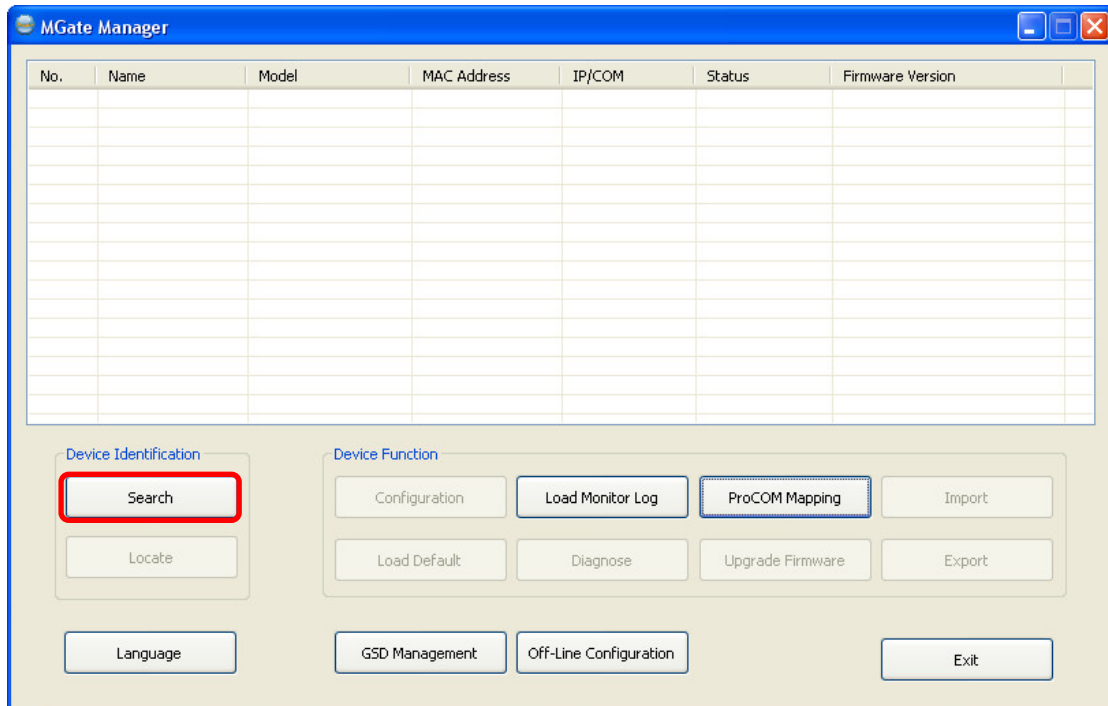 MGate Manager
No. Name Model MAC Address IP/COM Status Firmware Version
Device Identification
Search
Locate
Device Function
Configuration Load Monitor Log ProCOM Mapping Import
Load Default Diagnose Upgrade Firmware Export
Language GSD Management Off-Line Configuration Exit